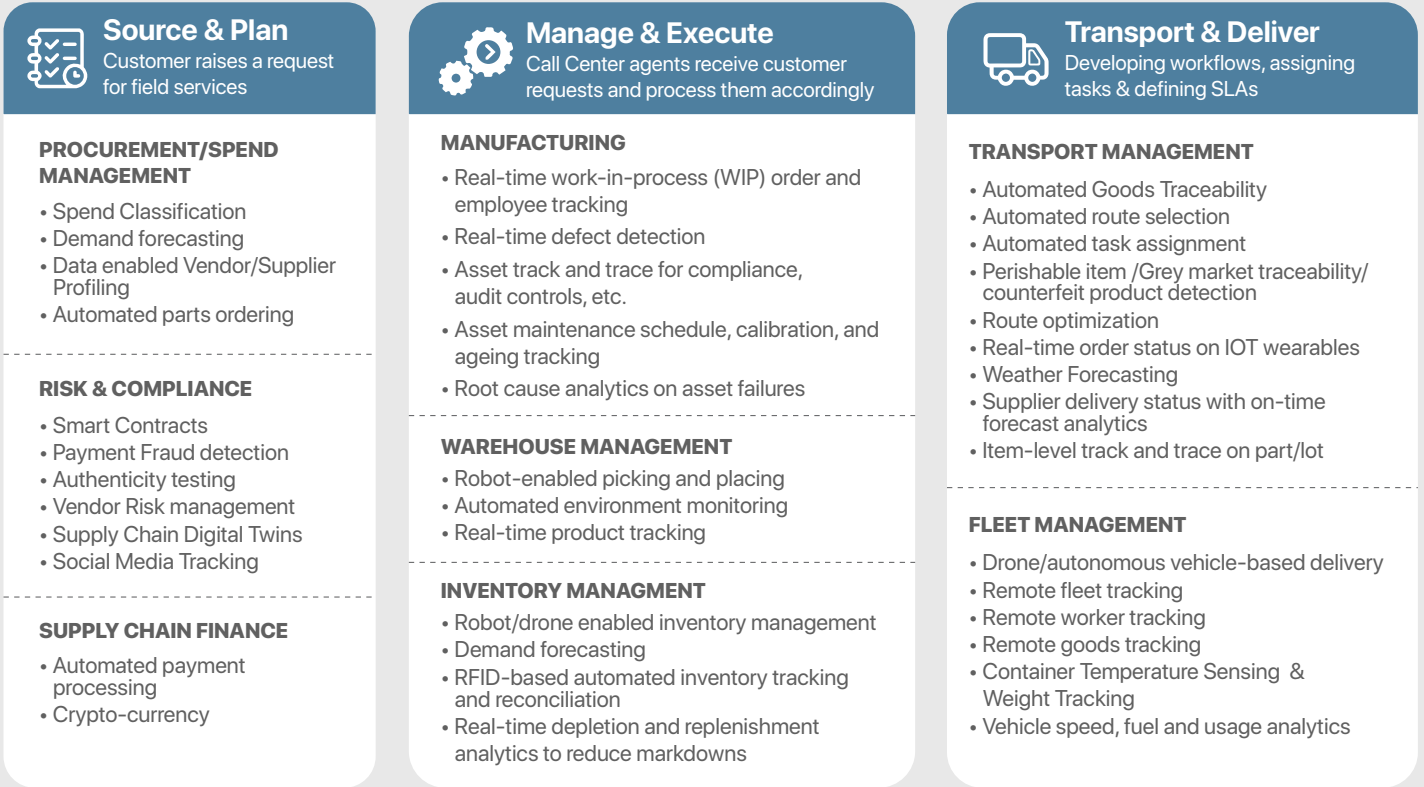 Source & Plan
Customer raises a request
for field services
PROCUREMENT/SPEND
MANAGEMENT
• Spend Classification
• Demand forecasting
• Data enabled Vendor/Supplier
Profiling
• Automated parts ordering
RISK & COMPLIANCE
• Smart Contracts
• Payment Fraud detection
• Authenticity testing
• Vendor Risk management
• Supply Chain Digital Twins
• Social Media Tracking
SUPPLY CHAIN FINANCE
• Automated payment
processing
• Crypto-currency
Manage & Execute
Call Center agents receive customer
requests and process them accordingly
MANUFACTURING
• Real-time work-in-process (WIP) order and
employee tracking
• Real-time defect detection
• Asset track and trace for compliance,
audit controls, etc.
• Asset maintenance schedule, calibration, and
ageing tracking
• Root cause analytics on asset failures
WAREHOUSE MANAGEMENT
• Robot-enabled picking and placing
• Automated environment monitoring
• Real-time product tracking
INVENTORY MANAGMENT
• Robot/drone enabled inventory management
• Demand forecasting
• RFID-based automated inventory tracking
and reconciliation
• Real-time depletion and replenishment
analytics to reduce markdowns
Transport & Deliver
Developing workflows, assigning
tasks & defining SLAs
TRANSPORT MANAGEMENT
• Automated Goods Traceability
• Automated route selection
• Automated task assignment
• Perishable item /Grey market traceability/
counterfeit product detection
• Route optimization
• Real-time order status on IOT wearables
• Weather Forecasting
• Supplier delivery status with on-time
forecast analytics
• Item-level track and trace on part/lot
FLEET MANAGEMENT
• Drone/autonomous vehicle-based delivery
• Remote fleet tracking
• Remote worker tracking
• Remote goods tracking
• Container Temperature Sensing &
Weight Tracking
• Vehicle speed, fuel and usage analytics